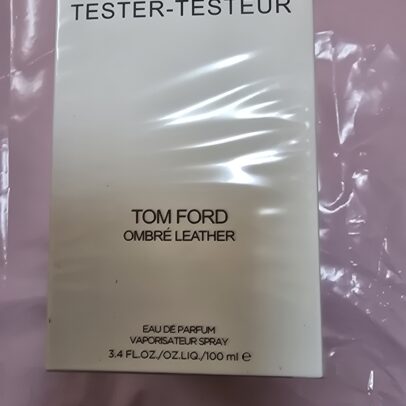 TESTER-TESTEUR
TOM FORD
OMBRÉ LEATHER
EAU DE PARFUM
VAPORISATEUR SPRAY
3.4 FL.OZ./OZ.LIQ./100 ml ℮